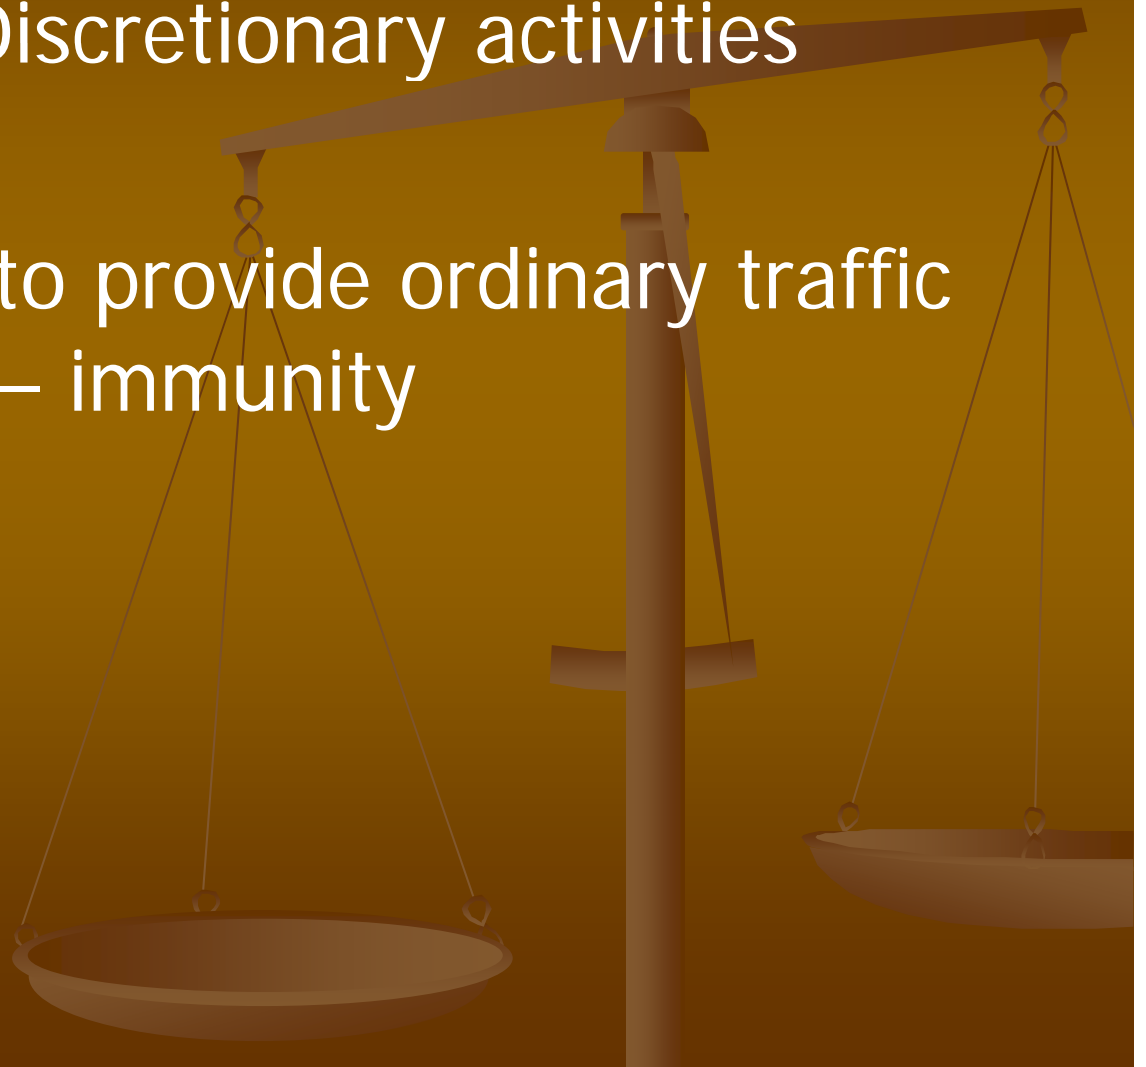 Discretionary activities
to provide ordinary traffic
– immunity